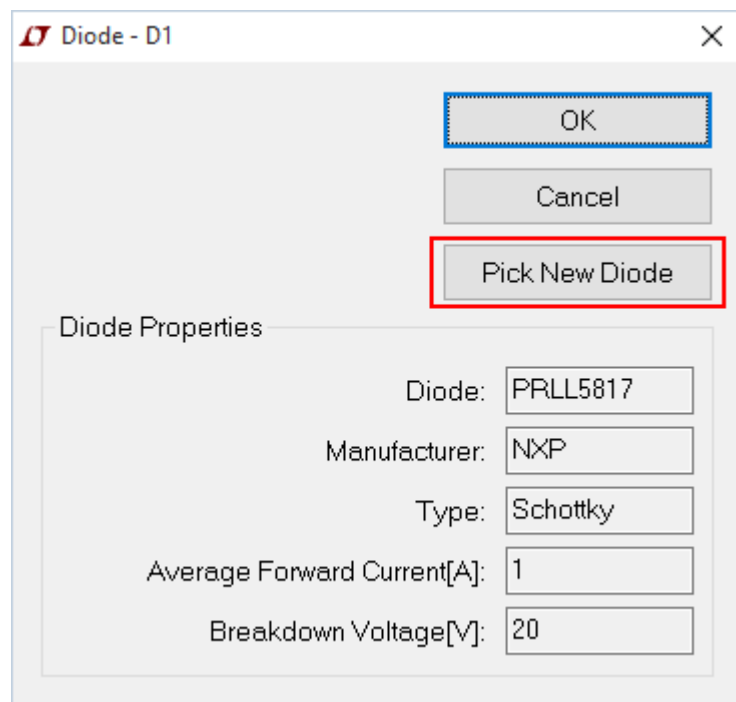 Diode - D1
OK
Cancel
Pick New Diode
Diode Properties
Diode: PRLL5817
Manufacturer: NXP
Type: Schottky
Average Forward Current[A]: 1
Breakdown Voltage[V]: 20